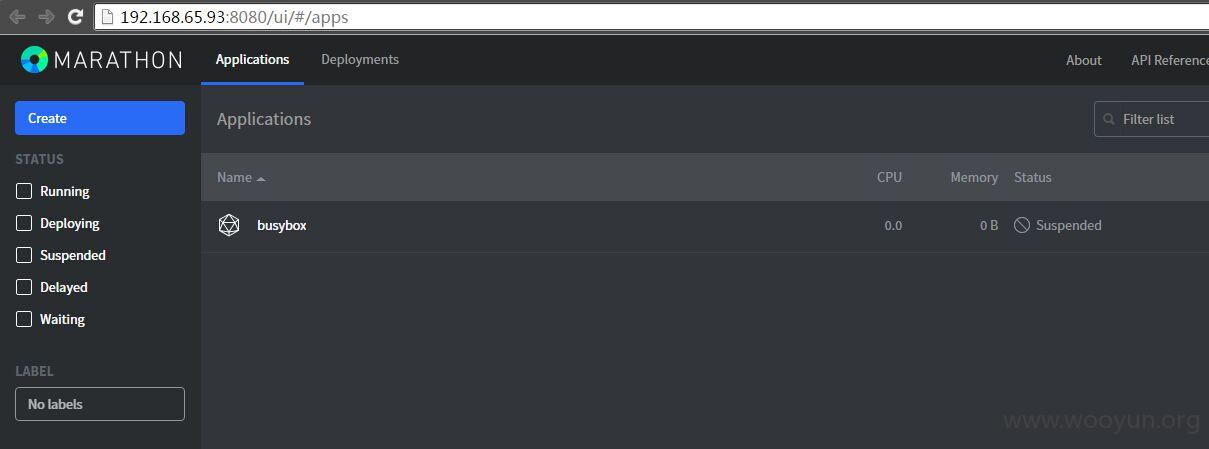 192.168.65.93:8080/ui/#/apps
MARATHON Applications Deployments About API Reference
Create
Applications
Filter list
STATUS
Running
Deploying
Suspended
Delayed
Waiting
Name CPU Memory Status
busybox 0.0 0 B Suspended
LABEL
No labels
www.wooyun.org